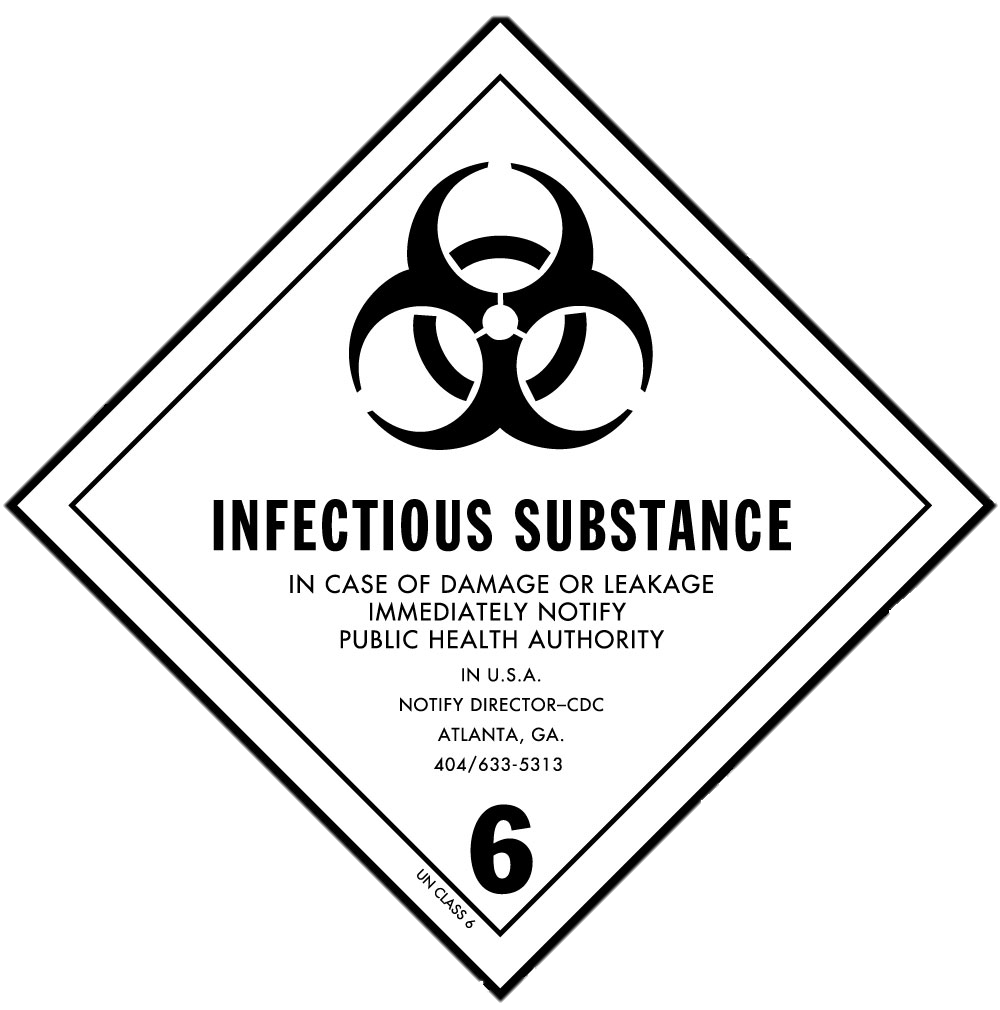 INFECTIOUS SUBSTANCE
IN CASE OF DAMAGE OR LEAKAGE
IMMEDIATELY NOTIFY
PUBLIC HEALTH AUTHORITY
IN U.S.A.
NOTIFY DIRECTOR–CDC
ATLANTA, GA.
404/633-5313
6
UN CLASS 6